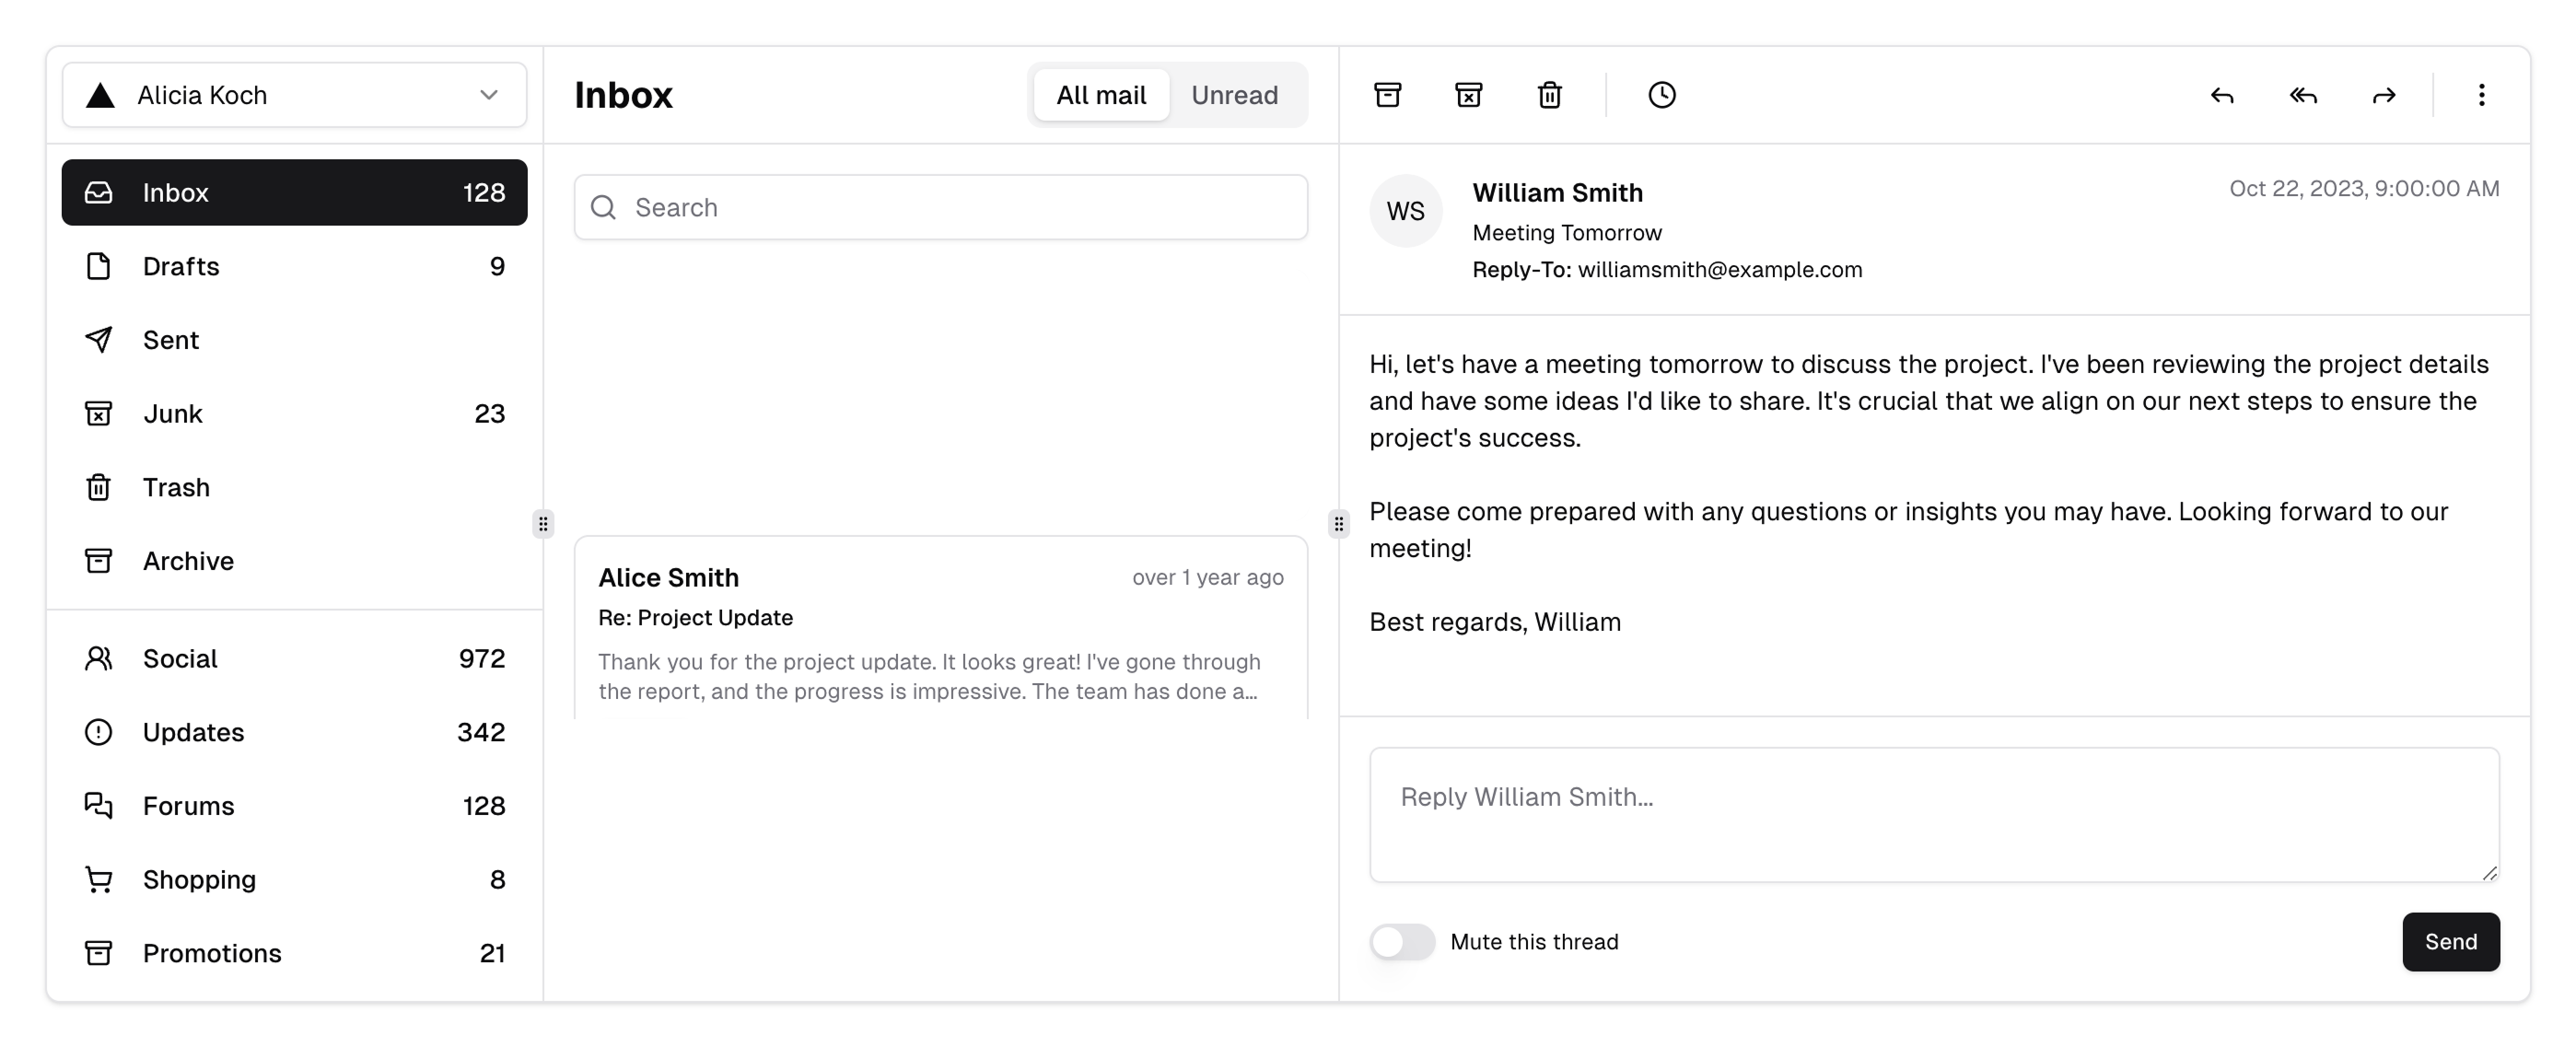 Alicia Koch
Inbox 128
Drafts 9
Sent
Junk 23
Trash
Archive
Social 972
Updates 342
Forums 128
Shopping 8
Promotions 21
Inbox
All mail Unread
Search
Alice Smith over 1 year ago
Re: Project Update
Thank you for the project update. It looks great! I've gone through
the report, and the progress is impressive. The team has done a…
WS
William Smith Oct 22, 2023, 9:00:00 AM
Meeting Tomorrow
Reply-To: williamsmith@example.com
Hi, let's have a meeting tomorrow to discuss the project. I've been reviewing the project details
and have some ideas I'd like to share. It's crucial that we align on our next steps to ensure the
project's success.
Please come prepared with any questions or insights you may have. Looking forward to our
meeting!
Best regards, William
Reply William Smith...
Mute this thread
Send